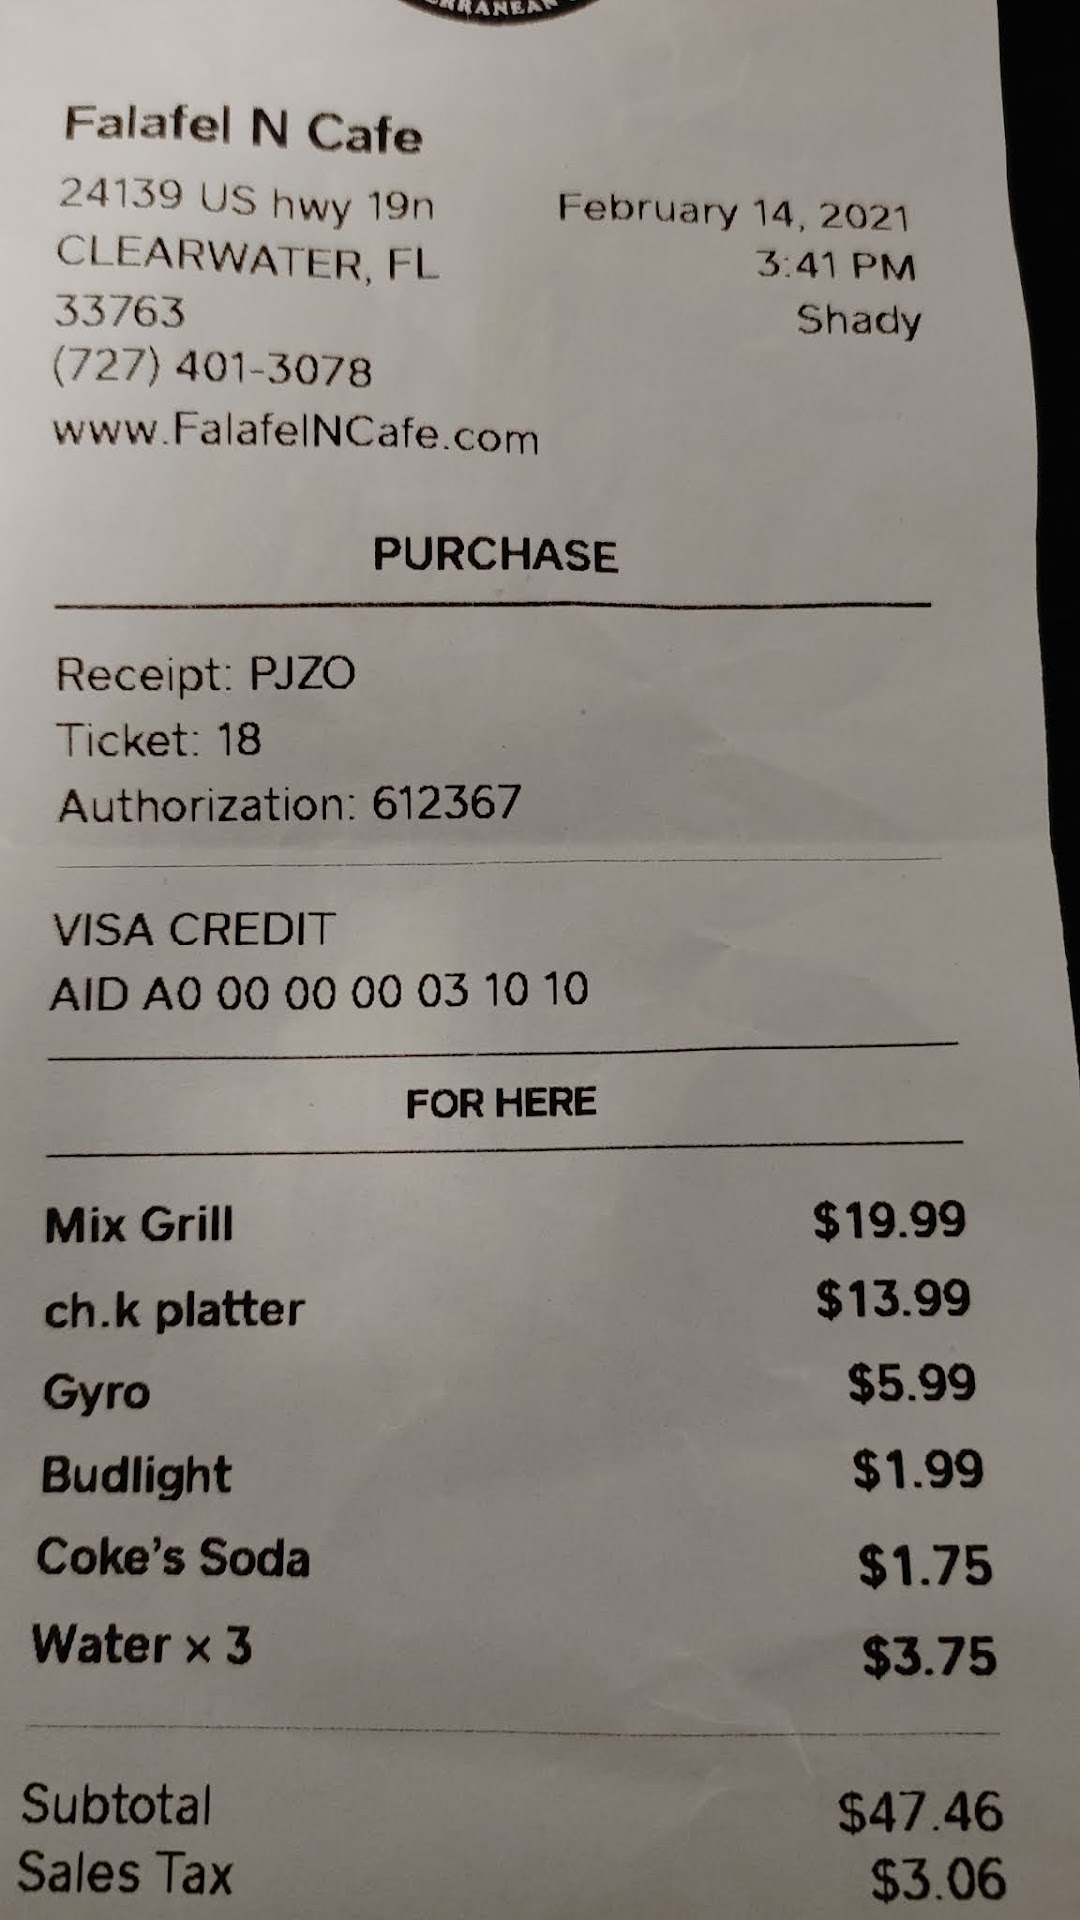 Falafel N Cafe
24139 US hwy 19n
CLEARWATER, FL
33763
(727) 401-3078
www.FalafelNCafe.com
February 14, 2021
3:41 PM
Shady
PURCHASE
Receipt: PJZO
Ticket: 18
Authorization: 612367
VISA CREDIT
AID A0 00 00 00 03 10 10
FOR HERE
Mix Grill $19.99
ch.k platter $13.99
Gyro $5.99
Budlight $1.99
Coke's Soda $1.75
Water x 3 $3.75
Subtotal $47.46
Sales Tax $3.06